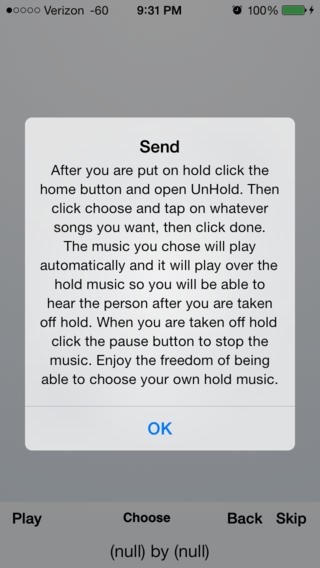 ●○○○○ Verizon -60 9:31 PM 100%
Send
After you are put on hold click the
home button and open UnHold. Then
click choose and tap on whatever
songs you want, then click done.
The music you chose will play
automatically and it will play over the
hold music so you will be able to
hear the person after you are taken
off hold. When you are taken off hold
click the pause button to stop the
music. Enjoy the freedom of being
able to choose your own hold music.
OK
Play Choose Back Skip
(null) by (null)